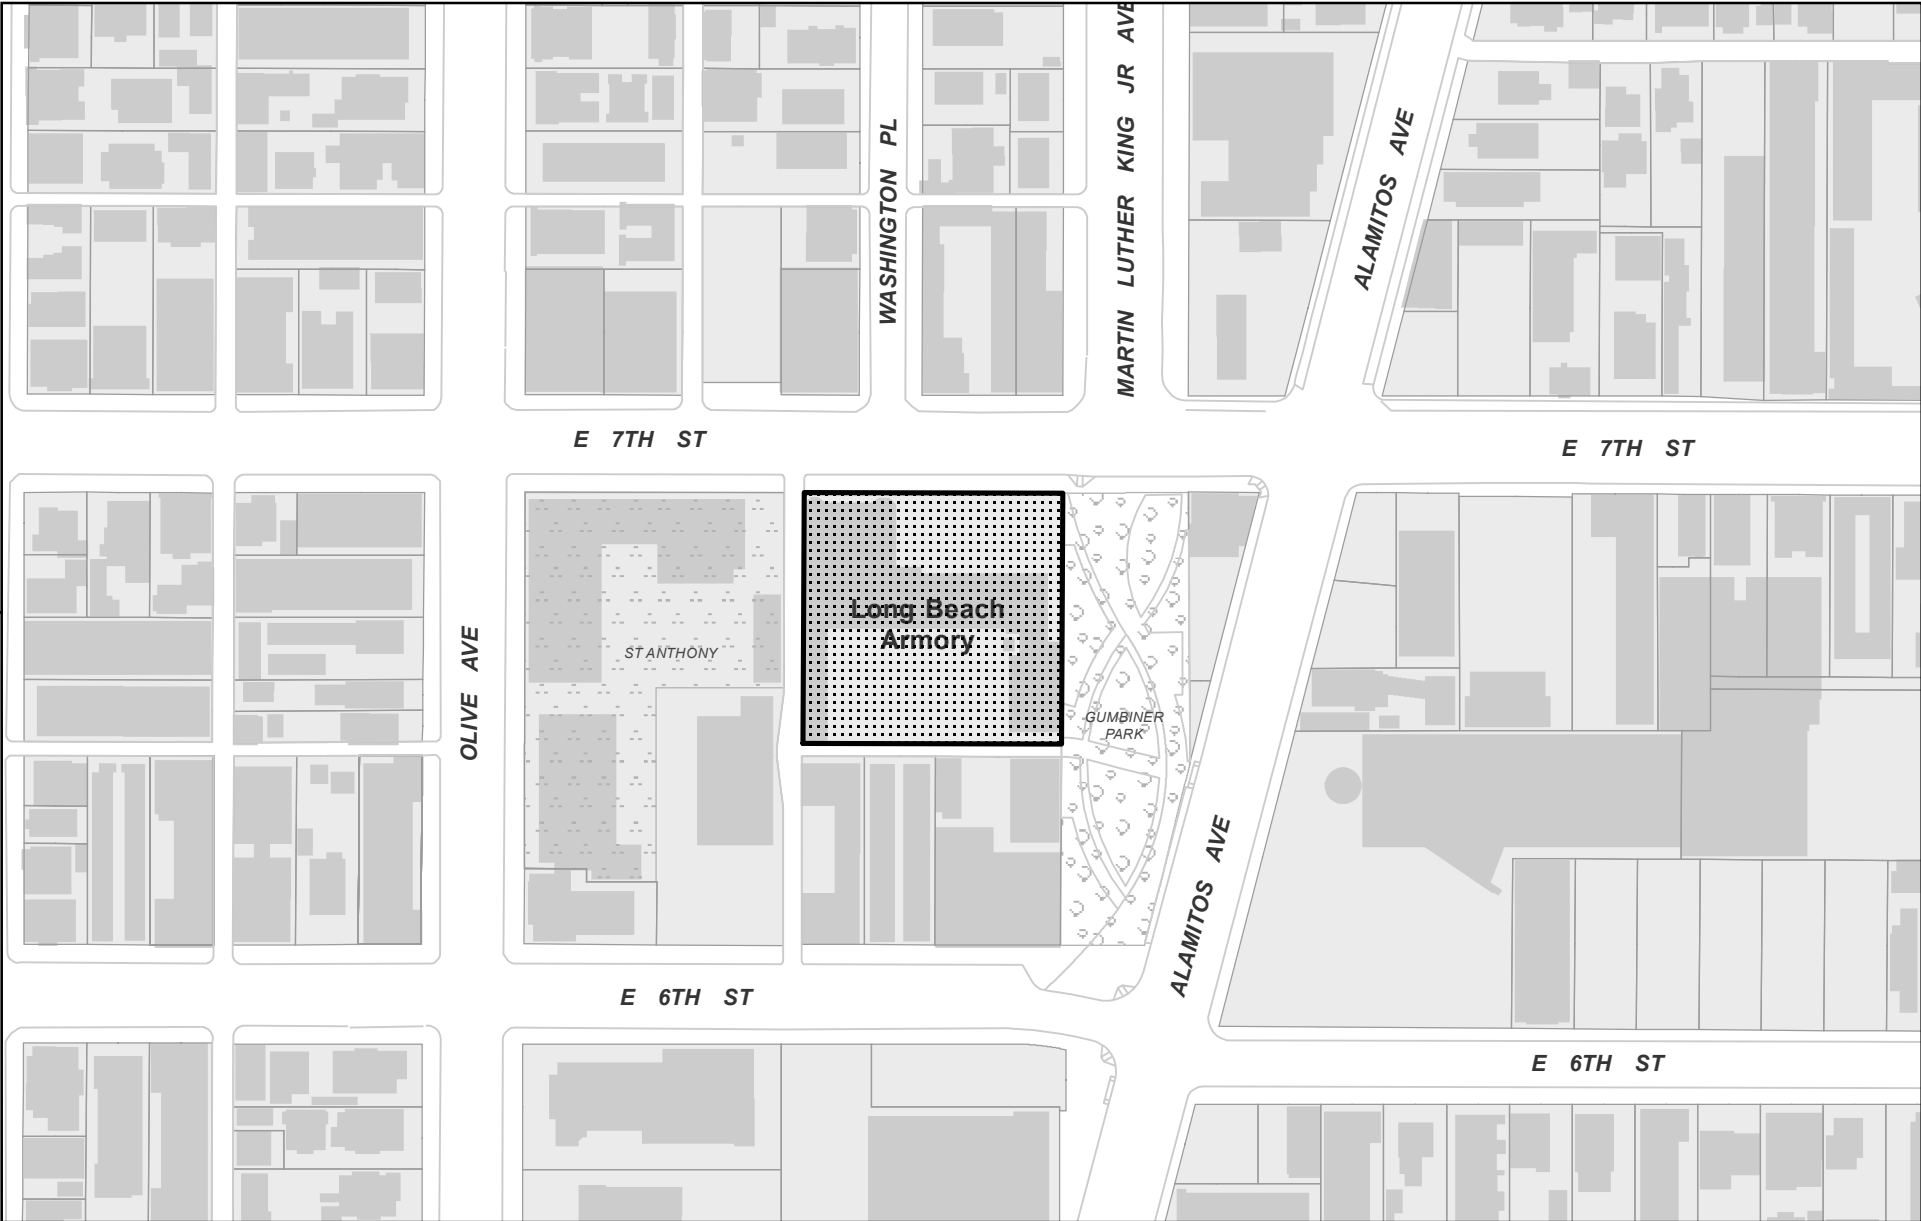 MARTIN LUTHER KING JR AVE
WASHINGTON PL
ALAMITOS AVE
E 7TH ST
E 7TH ST
Long Beach
Armory
OLIVE AVE
ST ANTHONY
GUMBINER
PARK
ALAMITOS AVE
E 6TH ST
E 6TH ST